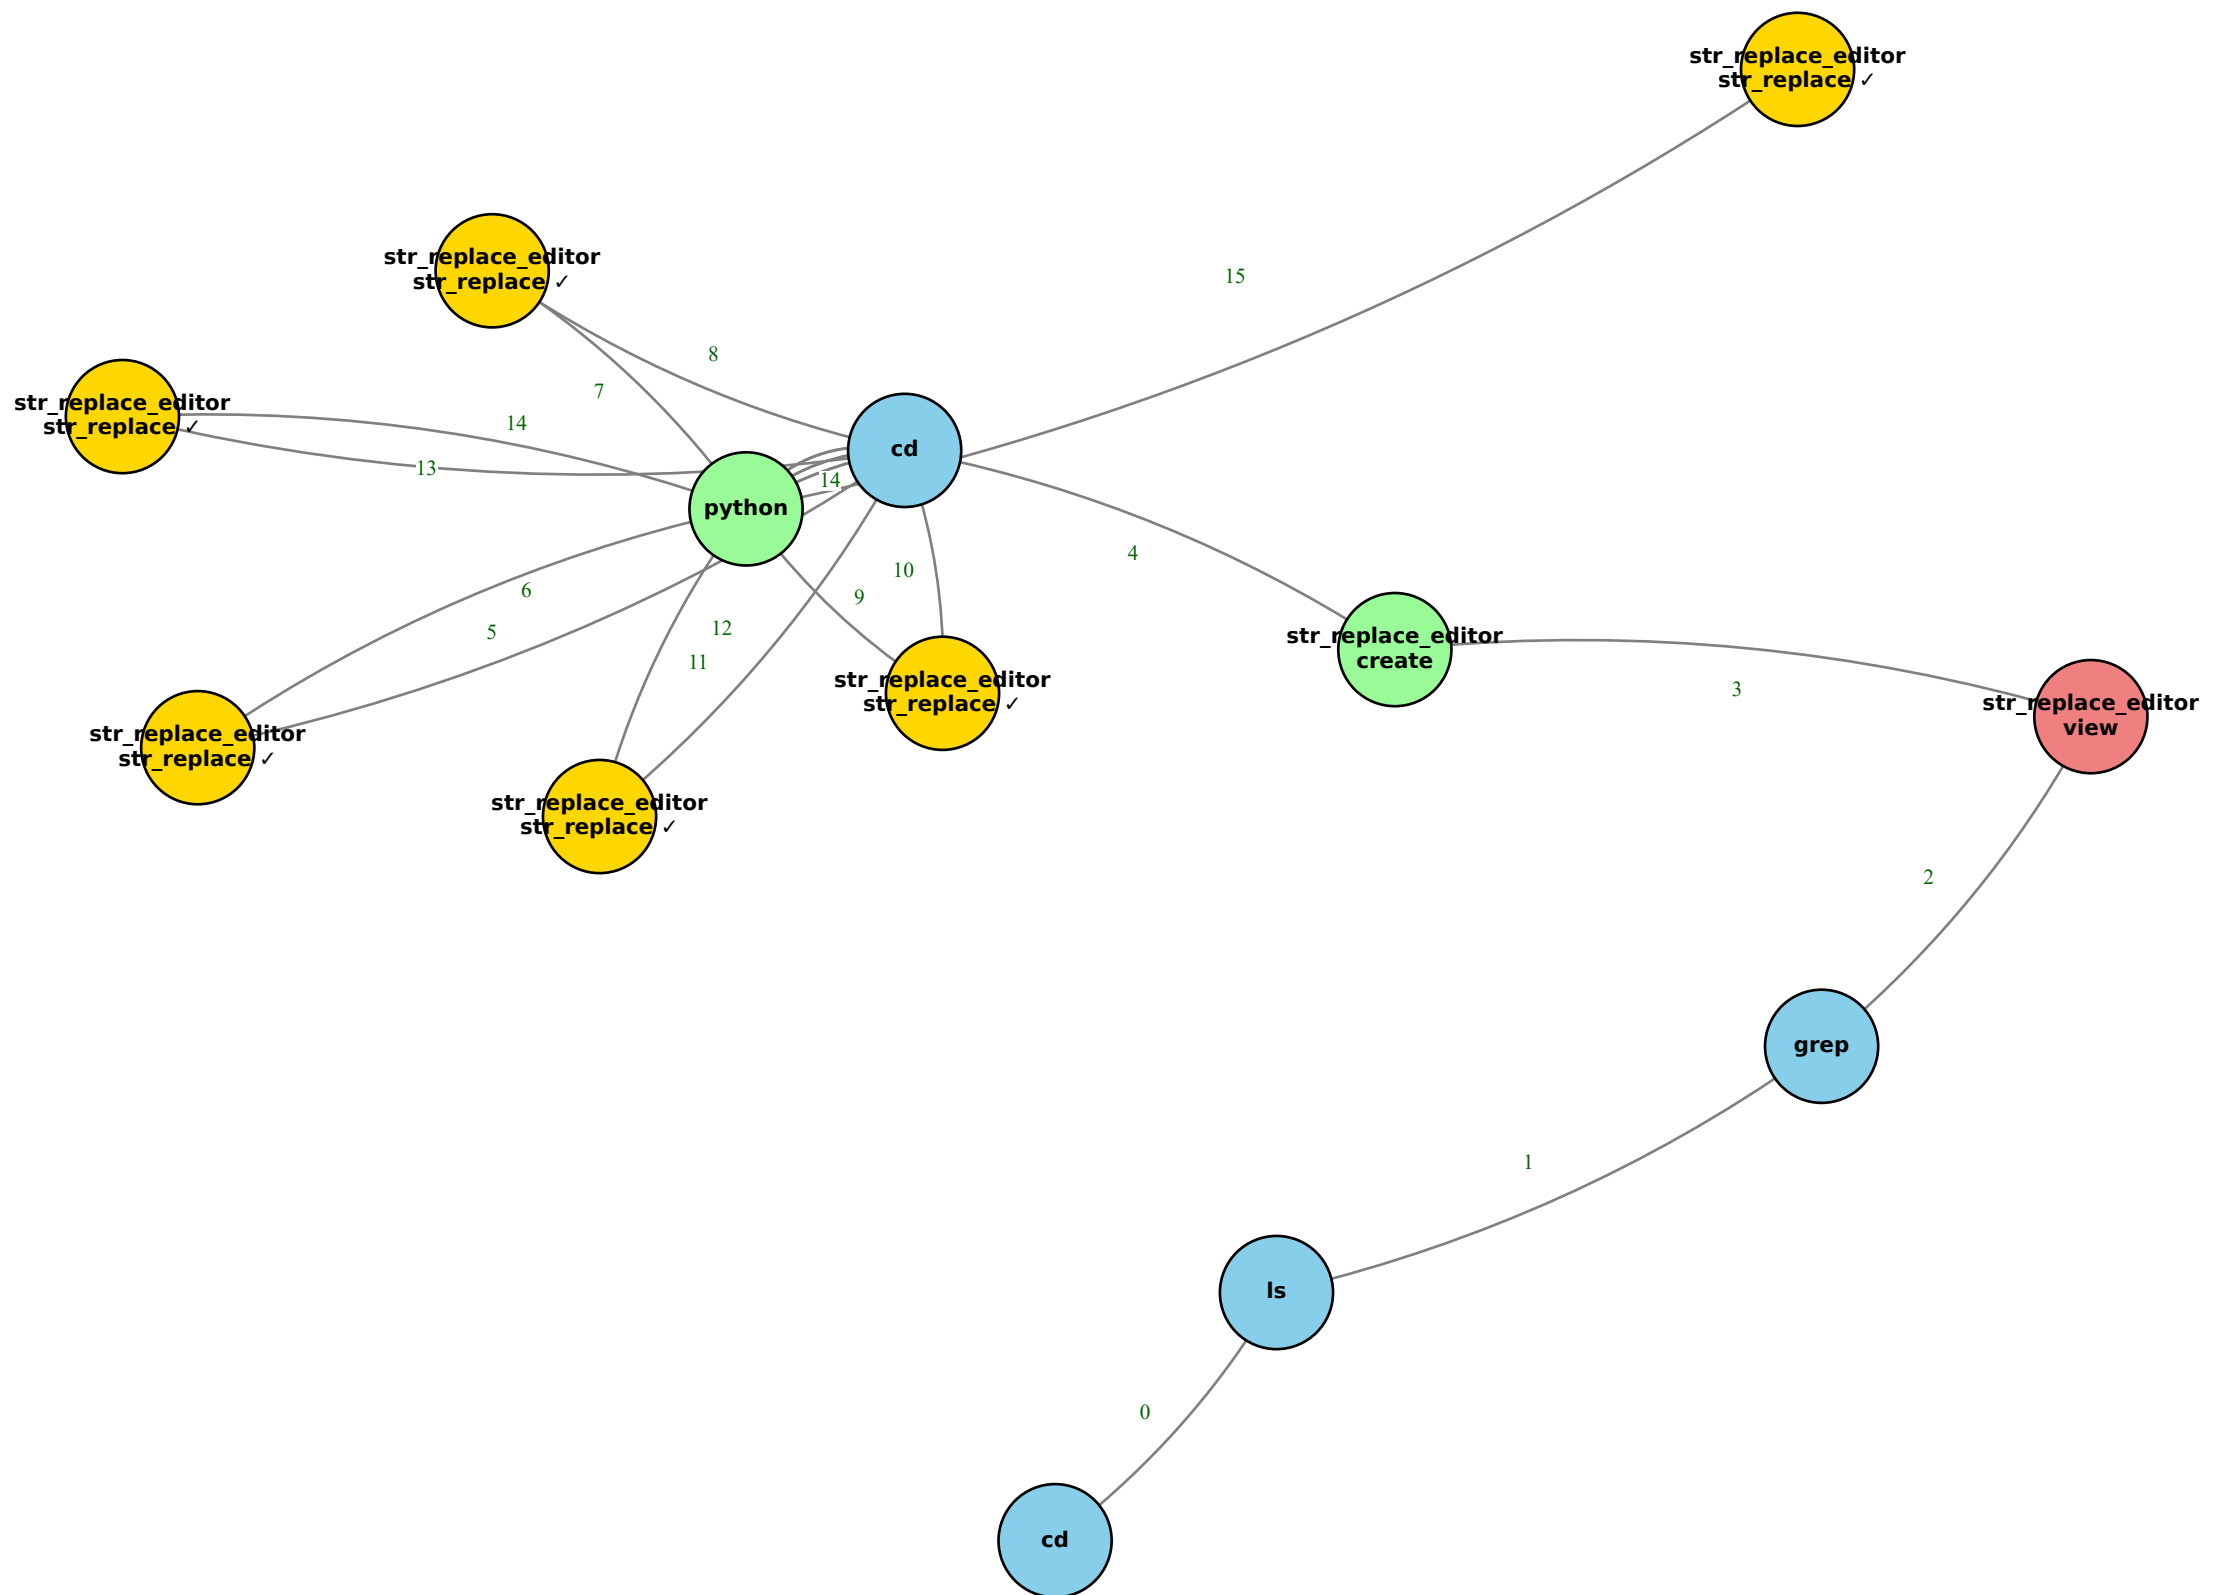 str_replace_editor
str_replace ✓
15
str_replace_editor
str_replace ✓
8
7
str_replace_editor
str_replace ✓
14
13
cd
14
python
4
10
9
6
5
12
11
str_replace_editor
create
str_replace_editor
str_replace ✓
3
str_replace_editor
view
str_replace_editor
str_replace ✓
str_replace_editor
str_replace ✓
2
grep
1
ls
0
cd